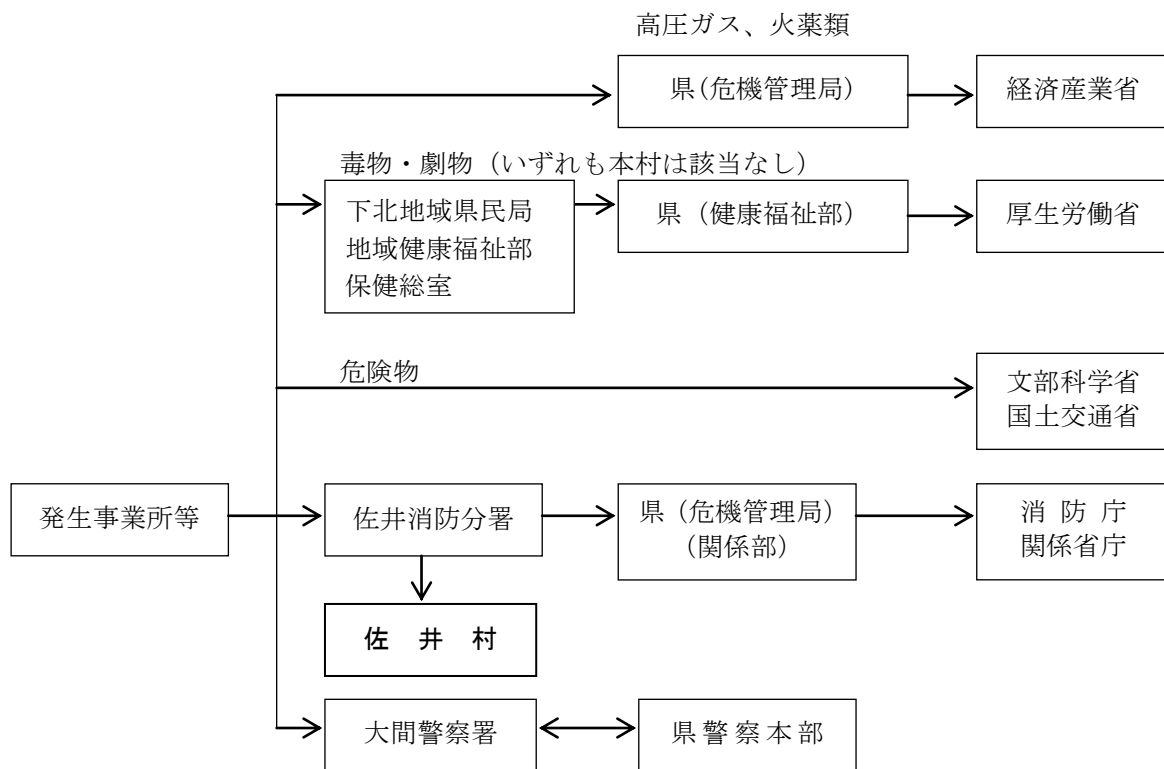 高圧ガス、火薬類
県(危機管理局)
経済産業省
毒物・劇物(いずれも本村は該当なし)
下北地域県民局
地域健康福祉部
保健総室
県(健康福祉部)
厚生労働省
危険物
文部科学省
国土交通省
発生事業所等
佐井消防分署
県(危機管理局)
(関係部)
消防庁
関係省庁
佐井村
大間警察署
県警察本部